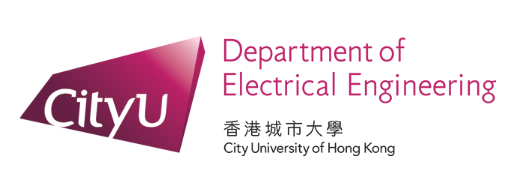 CityU
Department of
Electrical Engineering
香港城市大學
City University of Hong Kong